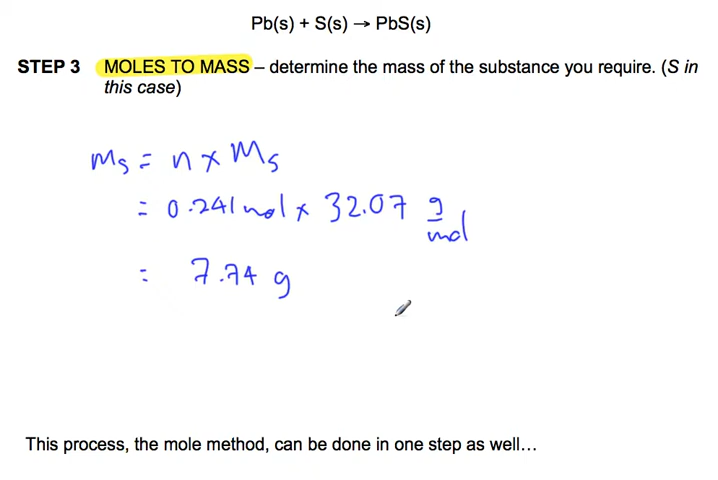 Pb(s) + S(s) → PbS(s)
STEP 3 MOLES TO MASS – determine the mass of the substance you require. (S in
this case)
ms = n x Ms
= 0.241 mol x 32.07 g/mol
= 7.74 g
This process, the mole method, can be done in one step as well…